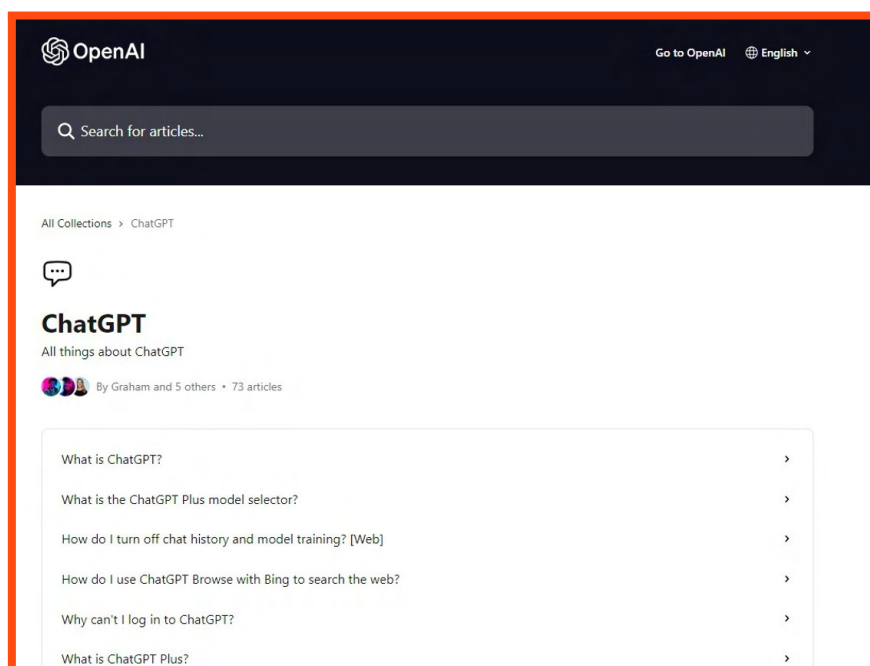 OpenAI
Go to OpenAI English
Search for articles...
All Collections > ChatGPT
ChatGPT
All things about ChatGPT
By Graham and 5 others • 73 articles
What is ChatGPT?
What is the ChatGPT Plus model selector?
How do I turn off chat history and model training? [Web]
How do I use ChatGPT Browse with Bing to search the web?
Why can't I log in to ChatGPT?
What is ChatGPT Plus?